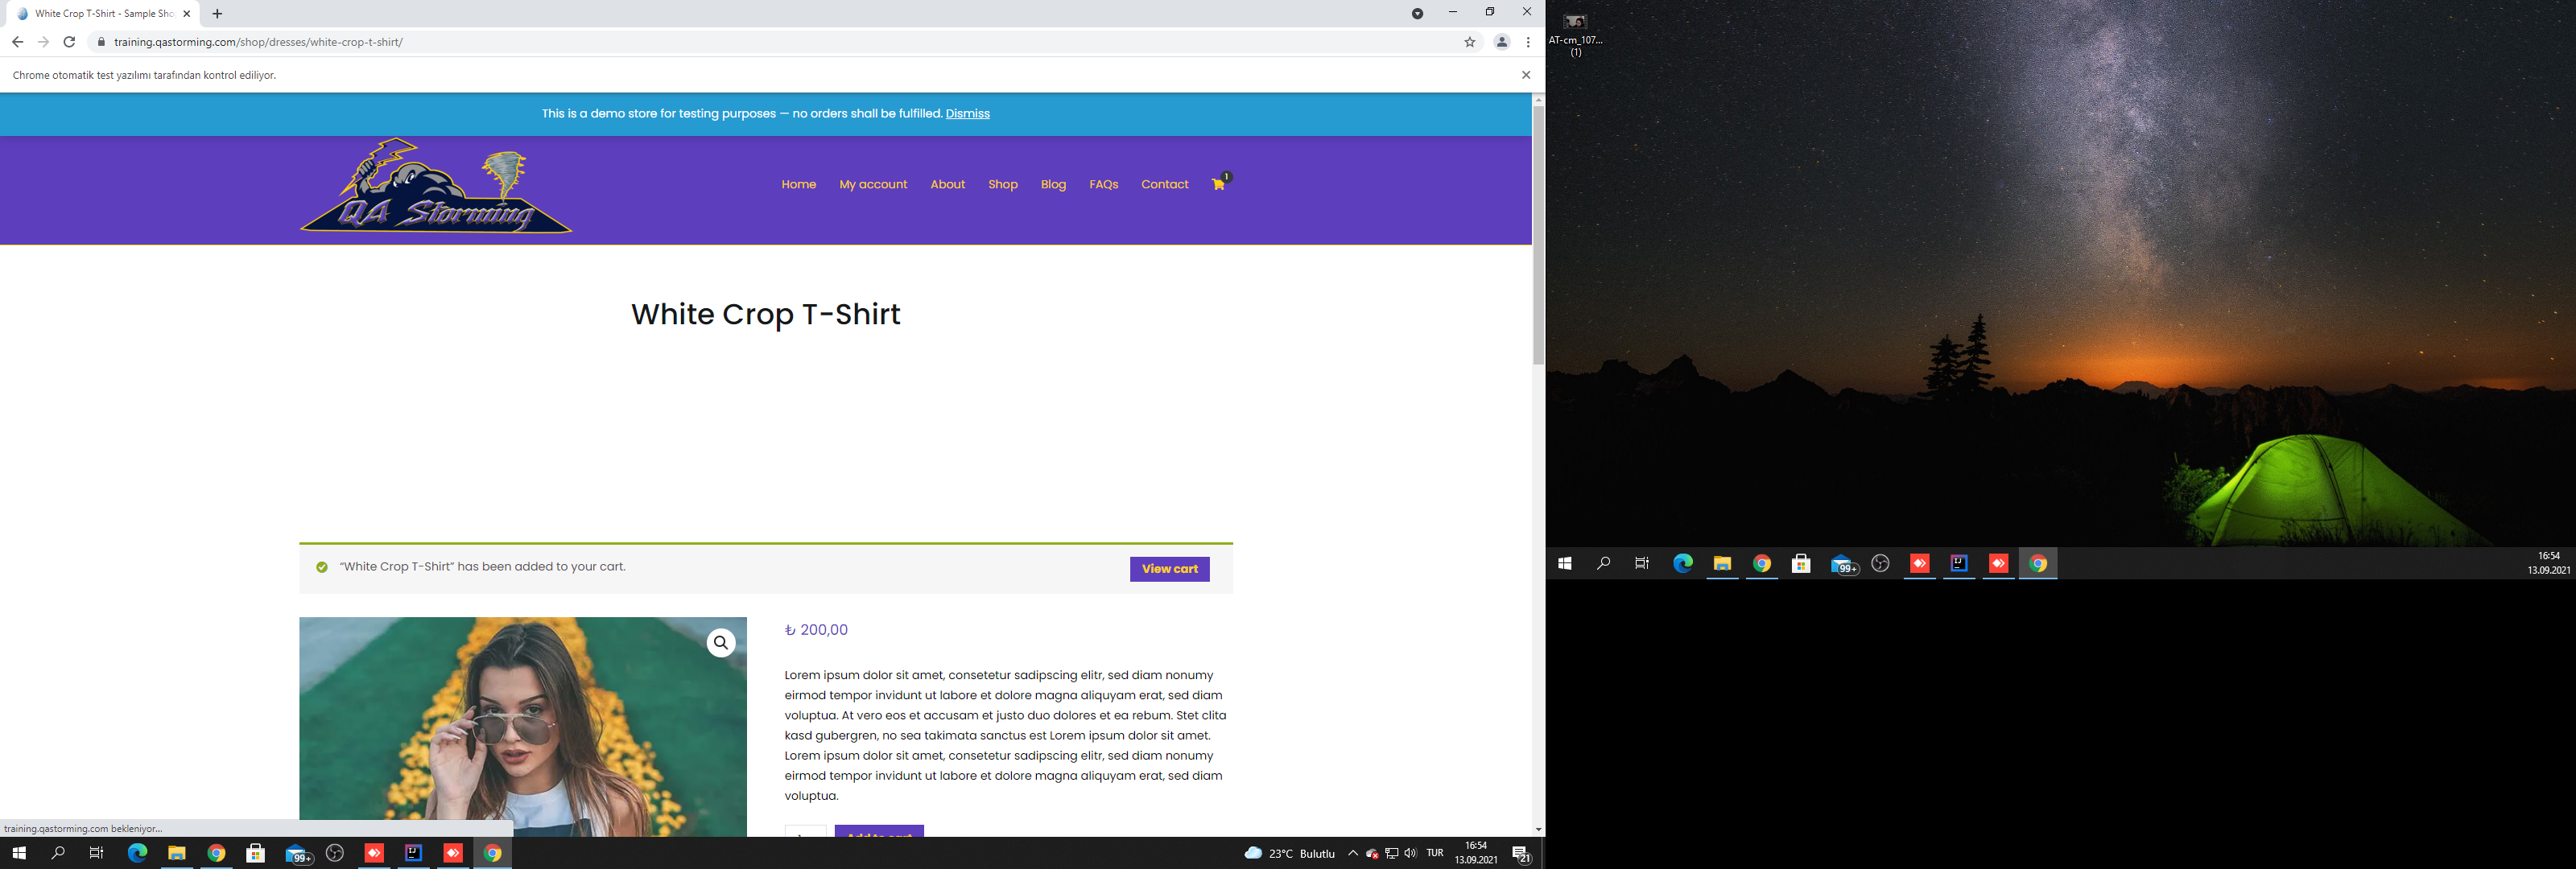 White Crop T-Shirt - Sample Sho
training.qastorming.com/shop/dresses/white-crop-t-shirt/
Chrome otomatik test yazılımı tarafından kontrol ediliyor.
This is a demo store for testing purposes — no orders shall be fulfilled. Dismiss
QA Storming
Home My account About Shop Blog FAQs Contact 1
White Crop T-Shirt
“White Crop T-Shirt” has been added to your cart. View cart
₺ 200,00
Lorem ipsum dolor sit amet, consetetur sadipscing elitr, sed diam nonumy
eirmod tempor invidunt ut labore et dolore magna aliquyam erat, sed diam
voluptua. At vero eos et accusam et justo duo dolores et ea rebum. Stet clita
kasd gubergren, no sea takimata sanctus est Lorem ipsum dolor sit amet.
Lorem ipsum dolor sit amet, consetetur sadipscing elitr, sed diam nonumy
eirmod tempor invidunt ut labore et dolore magna aliquyam erat, sed diam
voluptua.
Add to cart
training.qastorming.com bekleniyor...
99+ 23°C Bulutlu TUR 16:54
13.09.2021 21
AT-cm_107...
(1)
99+ 16:54
13.09.2021